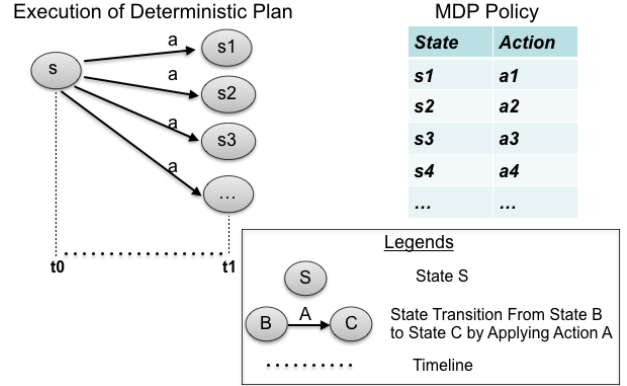 Execution of Deterministic Plan
MDP Policy
s
a
a
a
a
s1
s2
s3
...
t0
t1
State Action
s1 a1
s2 a2
s3 a3
s4 a4
... ...
Legends
S
State S
B
A
C
State Transition From State B
to State C by Applying Action A
Timeline